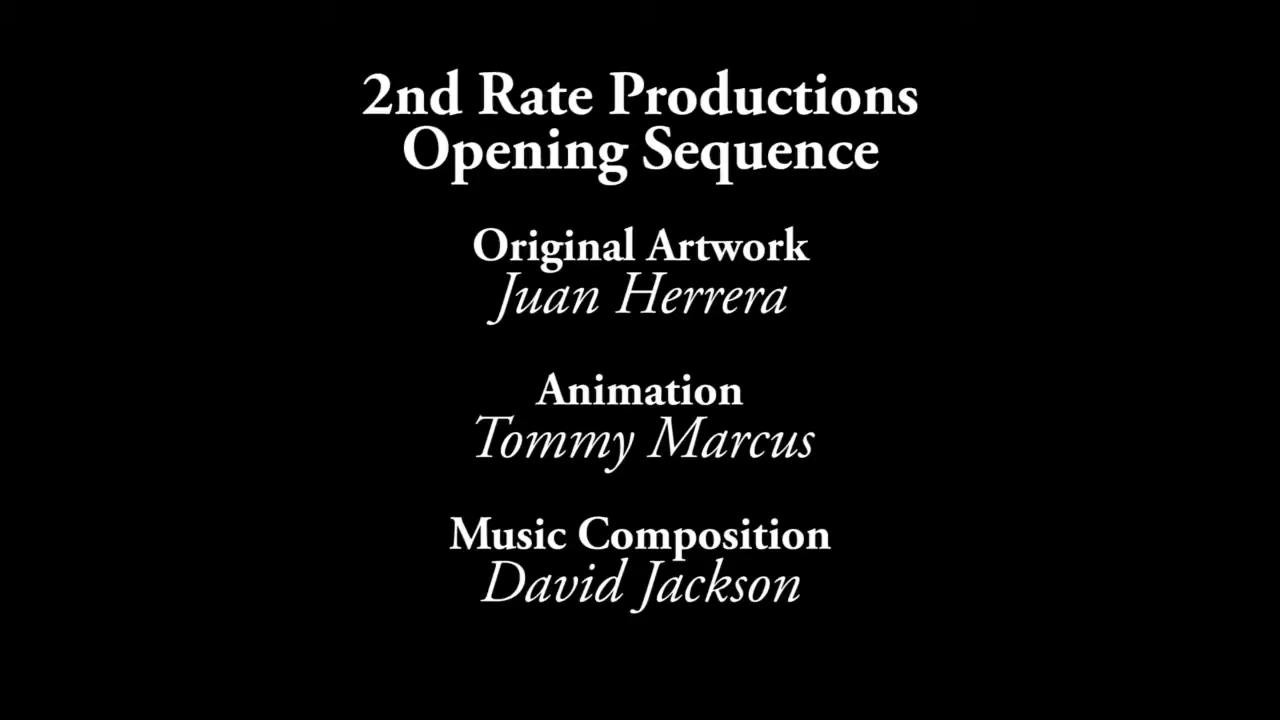 2nd Rate Productions
Opening Sequence
Original Artwork
Juan Herrera
Animation
Tommy Marcus
Music Composition
David Jackson